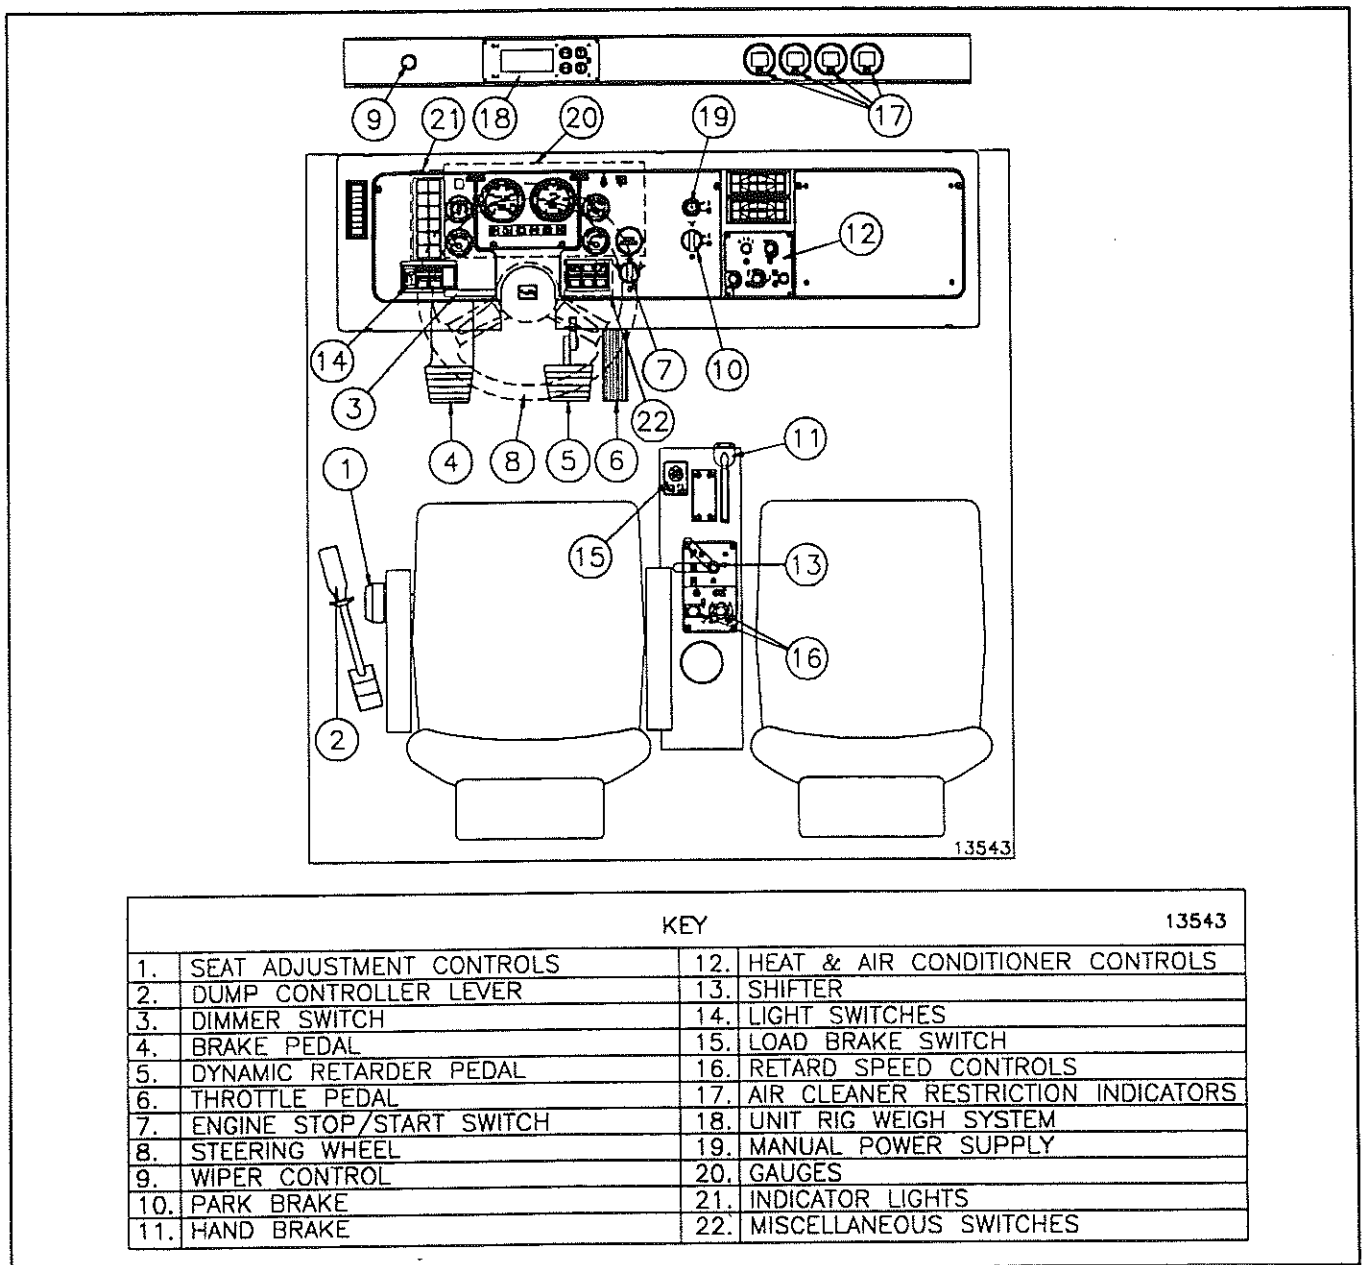 9 21 18 20 19 17
12
14 3 7 10
4 8 5 6 22 11
1
15 13
16
2
13543
KEY 13543
1. SEAT ADJUSTMENT CONTROLS 12. HEAT & AIR CONDITIONER CONTROLS
2. DUMP CONTROLLER LEVER 13. SHIFTER
3. DIMMER SWITCH 14. LIGHT SWITCHES
4. BRAKE PEDAL 15. LOAD BRAKE SWITCH
5. DYNAMIC RETARDER PEDAL 16. RETARD SPEED CONTROLS
6. THROTTLE PEDAL 17. AIR CLEANER RESTRICTION INDICATORS
7. ENGINE STOP/START SWITCH 18. UNIT RIG WEIGH SYSTEM
8. STEERING WHEEL 19. MANUAL POWER SUPPLY
9. WIPER CONTROL 20. GAUGES
10. PARK BRAKE 21. INDICATOR LIGHTS
11. HAND BRAKE 22. MISCELLANEOUS SWITCHES